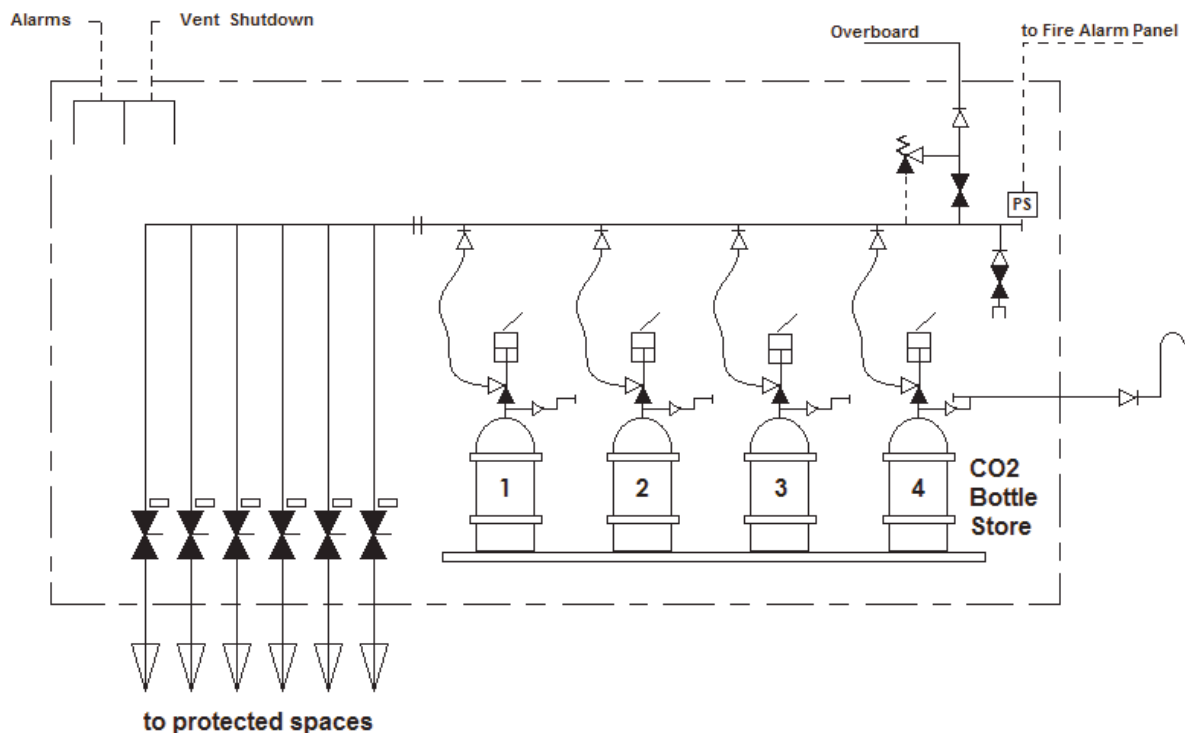 Alarms
Vent Shutdown
Overboard
to Fire Alarm Panel
PS
1
2
3
4
CO2
Bottle
Store
to protected spaces